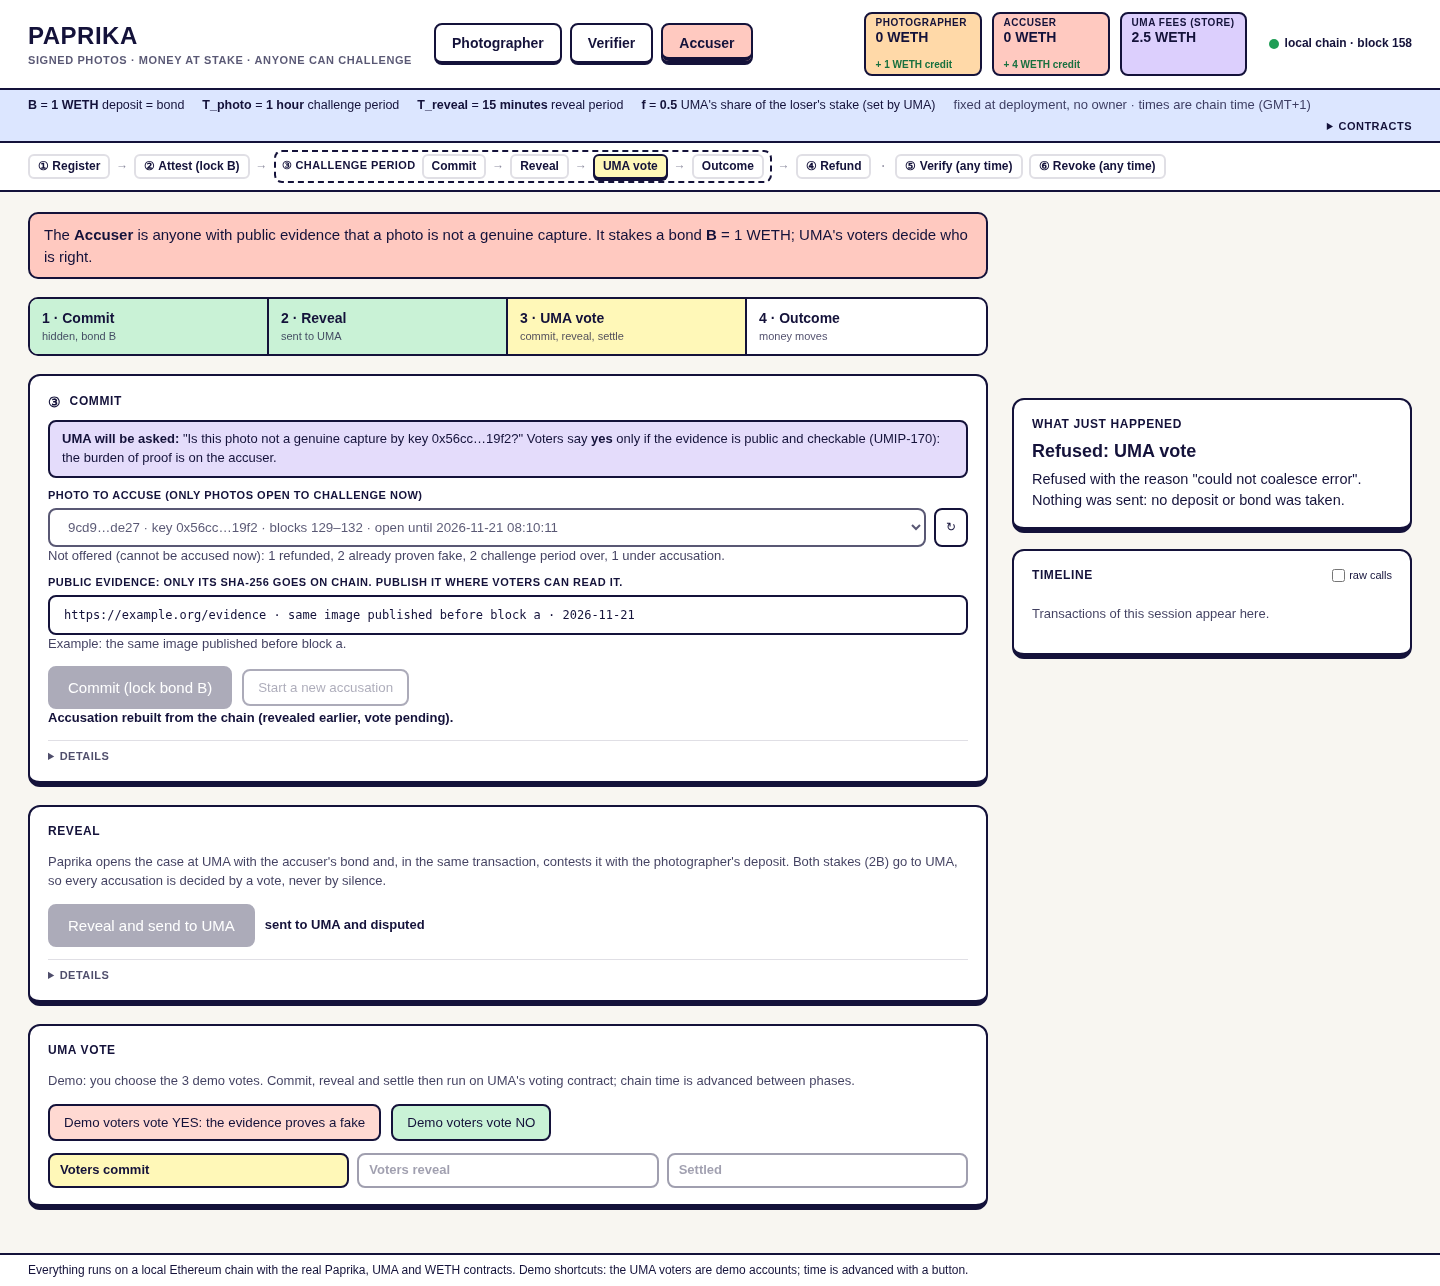 PAPRIKA
SIGNED PHOTOS · MONEY AT STAKE · ANYONE CAN CHALLENGE
Photographer
Verifier
Accuser
PHOTOGRAPHER
0 WETH
+ 1 WETH credit
ACCUSER
0 WETH
+ 4 WETH credit
UMA FEES (STORE)
2.5 WETH
local chain · block 158
B = 1 WETH deposit = bond T_photo = 1 hour challenge period T_reveal = 15 minutes reveal period f = 0.5 UMA's share of the loser's stake (set by UMA) fixed at deployment, no owner · times are chain time (GMT+1)
▶ CONTRACTS
① Register → ② Attest (lock B) → ③ CHALLENGE PERIOD Commit → Reveal → UMA vote → Outcome → ④ Refund · ⑤ Verify (any time) ⑥ Revoke (any time)
The Accuser is anyone with public evidence that a photo is not a genuine capture. It stakes a bond B = 1 WETH; UMA's voters decide who
is right.
1 · Commit
hidden, bond B
2 · Reveal
sent to UMA
3 · UMA vote
commit, reveal, settle
4 · Outcome
money moves
③ COMMIT
UMA will be asked: "Is this photo not a genuine capture by key 0x56cc…19f2?" Voters say yes only if the evidence is public and checkable (UMIP-170):
the burden of proof is on the accuser.
PHOTO TO ACCUSE (ONLY PHOTOS OPEN TO CHALLENGE NOW)
9cd9…de27 · key 0x56cc…19f2 · blocks 129–132 · open until 2026-11-21 08:10:11
↻
Not offered (cannot be accused now): 1 refunded, 2 already proven fake, 2 challenge period over, 1 under accusation.
PUBLIC EVIDENCE: ONLY ITS SHA-256 GOES ON CHAIN. PUBLISH IT WHERE VOTERS CAN READ IT.
https://example.org/evidence · same image published before block a · 2026-11-21
Example: the same image published before block a.
Commit (lock bond B)
Start a new accusation
Accusation rebuilt from the chain (revealed earlier, vote pending).
▶ DETAILS
REVEAL
Paprika opens the case at UMA with the accuser's bond and, in the same transaction, contests it with the photographer's deposit. Both stakes (2B) go to UMA,
so every accusation is decided by a vote, never by silence.
Reveal and send to UMA
sent to UMA and disputed
▶ DETAILS
UMA VOTE
Demo: you choose the 3 demo votes. Commit, reveal and settle then run on UMA's voting contract; chain time is advanced between phases.
Demo voters vote YES: the evidence proves a fake
Demo voters vote NO
Voters commit
Voters reveal
Settled
WHAT JUST HAPPENED
Refused: UMA vote
Refused with the reason "could not coalesce error".
Nothing was sent: no deposit or bond was taken.
TIMELINE
raw calls
Transactions of this session appear here.
Everything runs on a local Ethereum chain with the real Paprika, UMA and WETH contracts. Demo shortcuts: the UMA voters are demo accounts; time is advanced with a button.